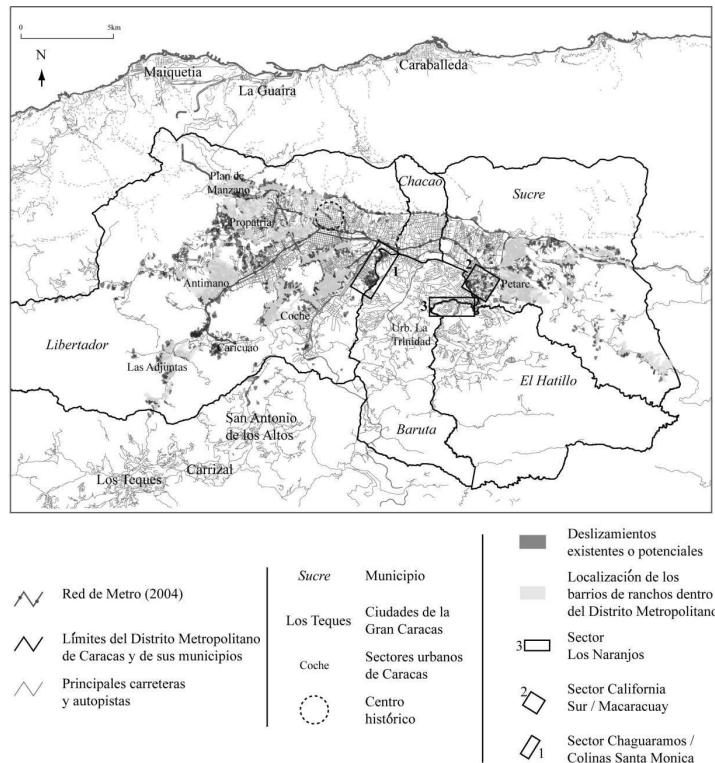 0 5km
N
Maiquetia
La Guaira
Caraballeda
Plan de
Manzano
Chacao
Sucre
Propatria
1
2
Petare
Antimano
3
Coche
Urb. La
Trinidad
Libertador
Caricuao
Las Adjuntas
El Hatillo
San Antonio
de los Altos
Baruta
Carrizal
Los Teques
Red de Metro (2004)
Límites del Distrito Metropolitano
de Caracas y de sus municipios
Principales carreteras
y autopistas
Sucre Municipio
Los Teques Ciudades de la
Gran Caracas
Coche Sectores urbanos
de Caracas
Centro
histórico
Deslizamientos
existentes o potenciales
Localización de los
barrios de ranchos dentro
del Distrito Metropolitano
3 Sector
Los Naranjos
2 Sector California
Sur / Macaracuay
1 Sector Chaguaramos /
Colinas Santa Monica